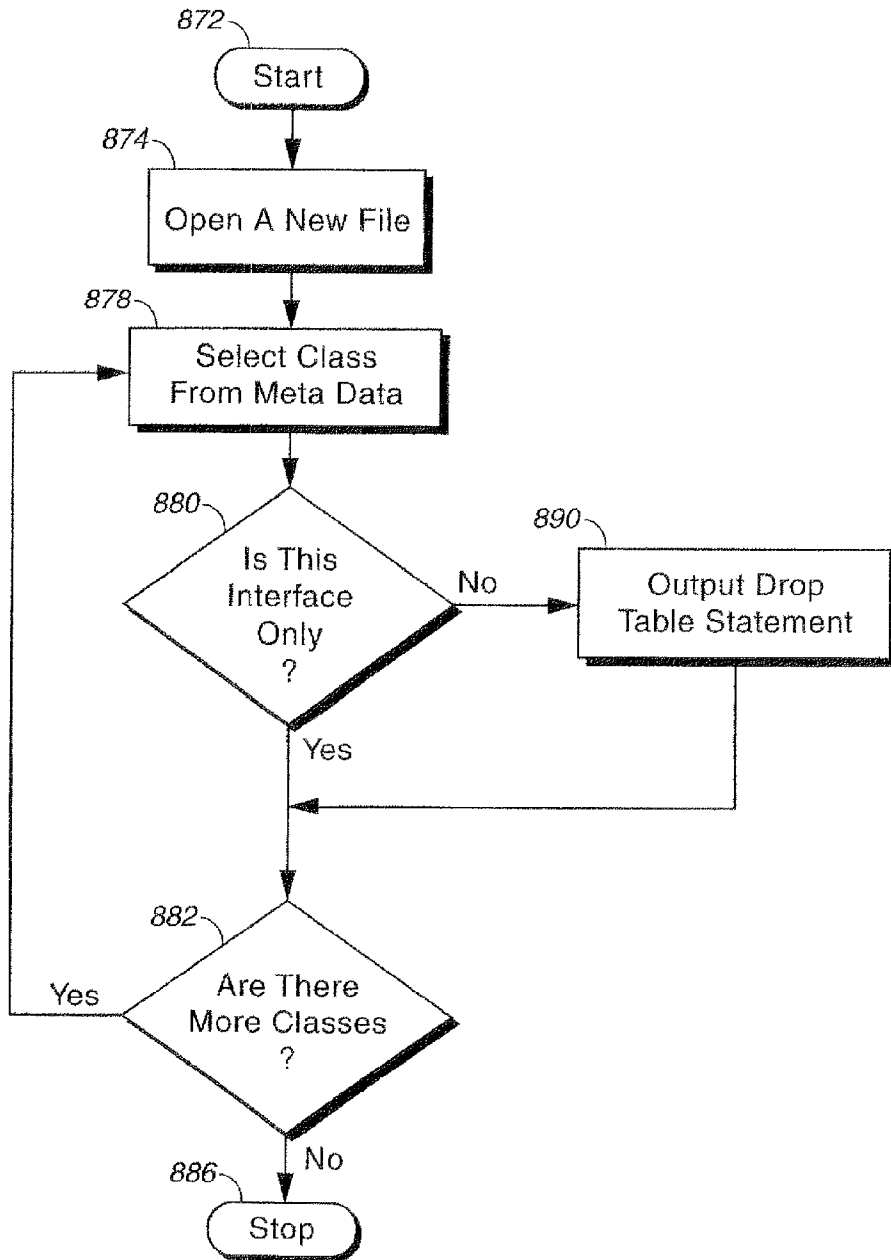 872
Start
874
Open A New File
878
Select Class
From Meta Data
880
Is This
Interface
Only
?
No
890
Output Drop
Table Statement
Yes
882
Are There
More Classes
?
Yes
No
886
Stop